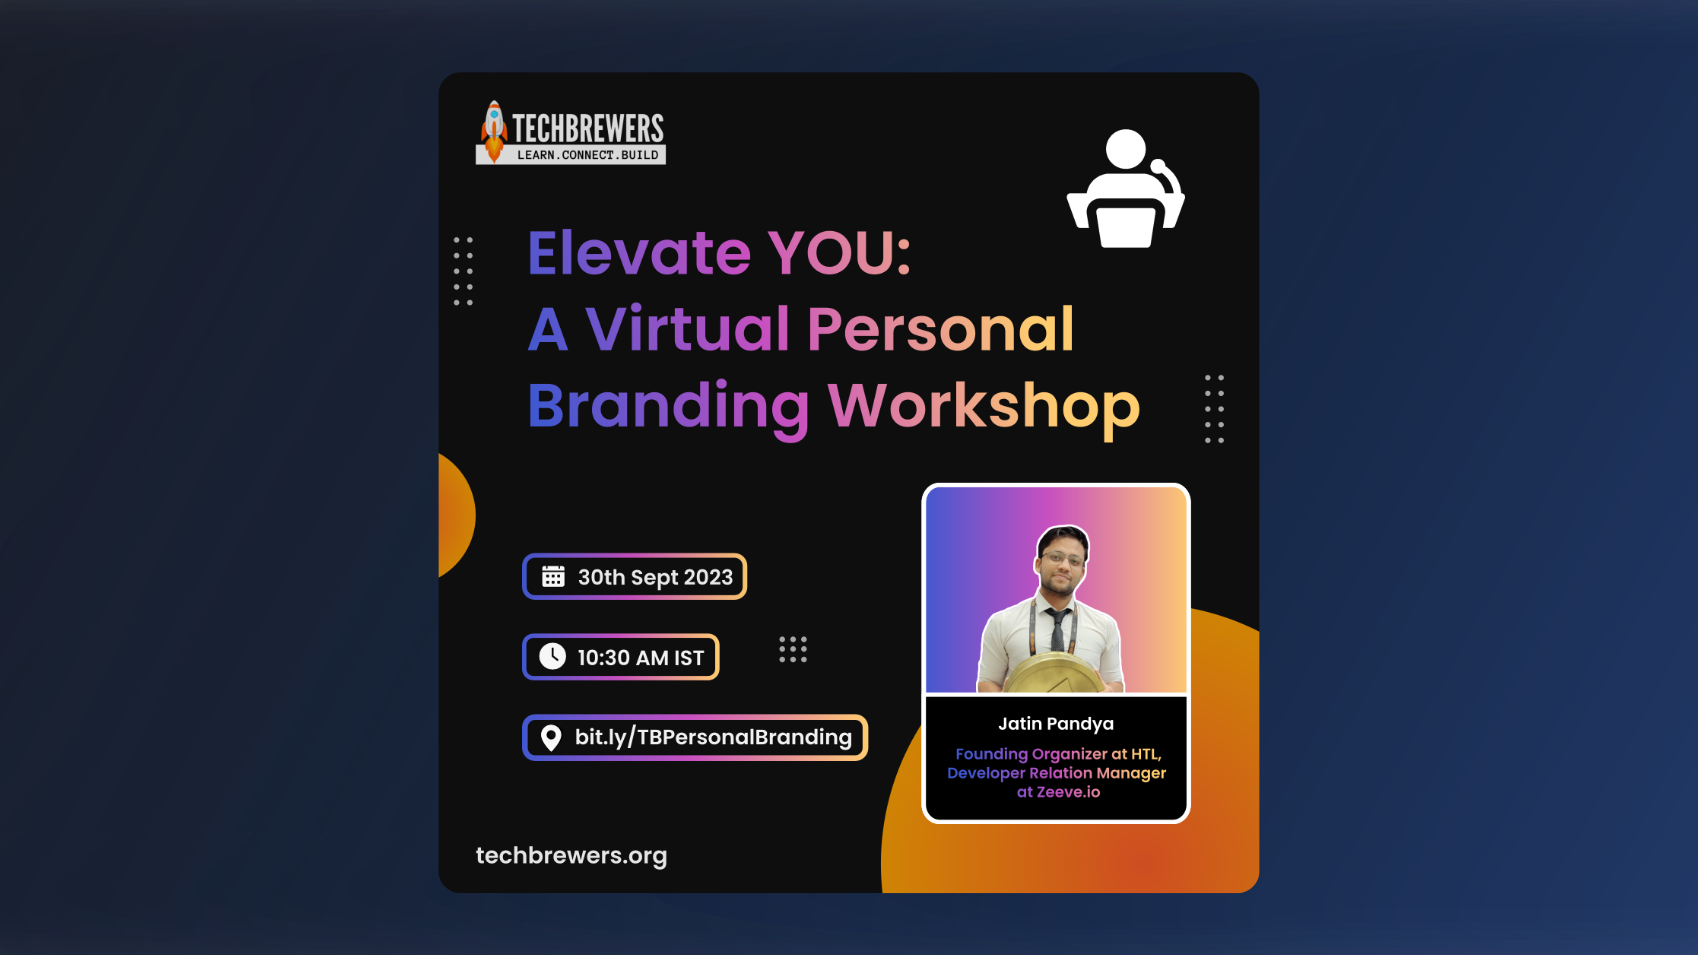 TECHBREWERS
LEARN.CONNECT.BUILD
Elevate YOU:
A Virtual Personal
Branding Workshop
30th Sept 2023
10:30 AM IST
bit.ly/TBPersonalBranding
Jatin Pandya
Founding Organizer at HTL,
Developer Relation Manager
at Zeeve.io
techbrewers.org